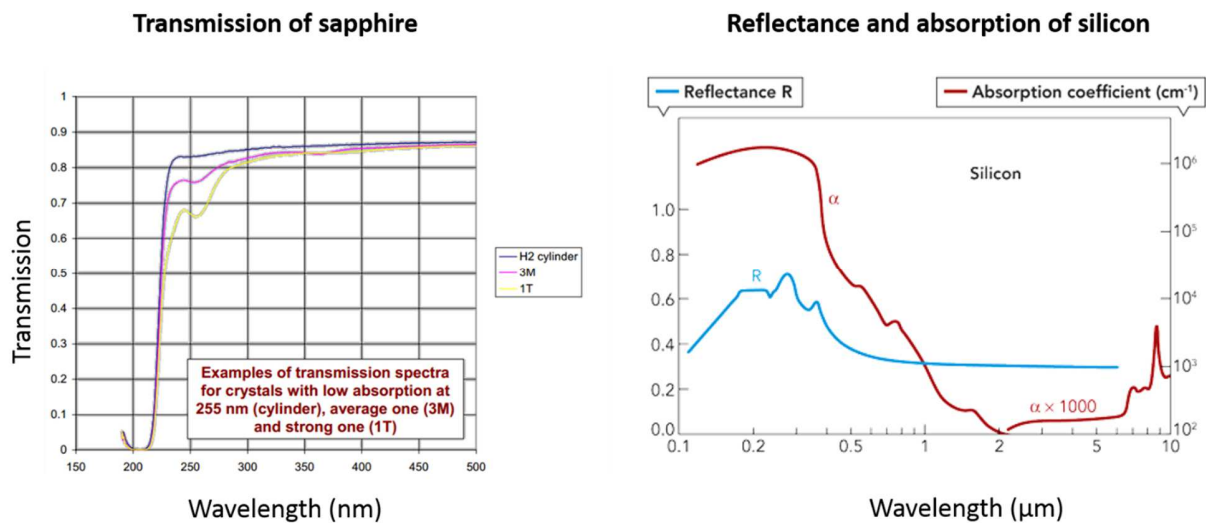 Transmission of sapphire
Transmission
1
0.9
0.8
0.7
0.6
0.5
0.4
0.3
0.2
0.1
0
150 200 250 300 350 400 450 500
H2 cylinder
3M
1T
Examples of transmission spectra
for crystals with low absorption at
255 nm (cylinder), average one (3M)
and strong one (1T)
Wavelength (nm)
Reflectance and absorption of silicon
Reflectance R
Absorption coefficient (cm⁻¹)
Silicon
1.0
0.8
0.6
0.4
0.2
0.0
α
R
α × 1000
10⁶
10⁵
10⁴
10³
10²
0.1 0.2 0.5 1 2 5 10
Wavelength (µm)